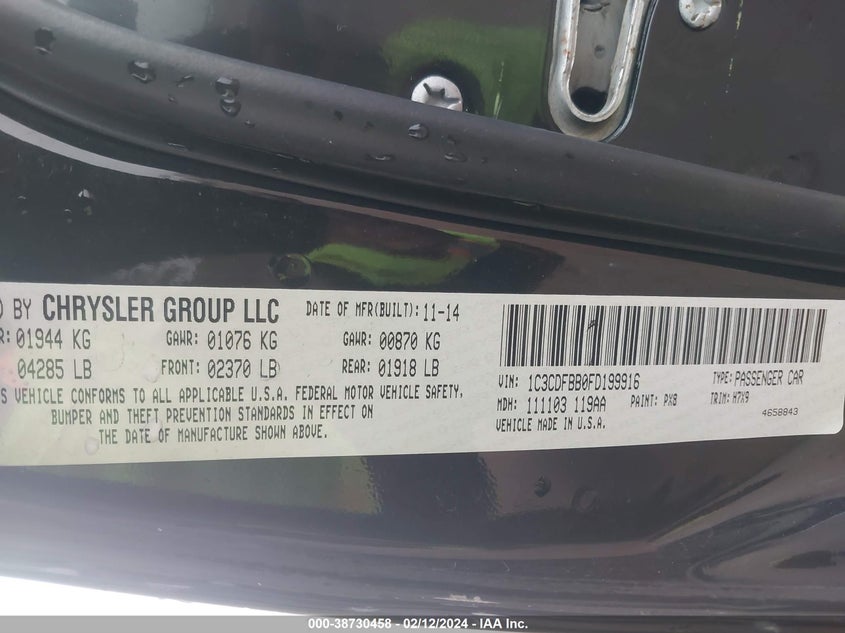 BY CHRYSLER GROUP LLC DATE OF MFR(BUILT): 11-14
01944 KG GAWR: 01076 KG GAWR: 00870 KG
04285 LB FRONT: 02370 LB REAR: 01918 LB
VEHICLE CONFORMS TO ALL APPLICABLE U.S.A. FEDERAL MOTOR VEHICLE SAFETY,
BUMPER AND THEFT PREVENTION STANDARDS IN EFFECT ON
THE DATE OF MANUFACTURE SHOWN ABOVE.
VIN: 1C3CDFBB0FD199916 TYPE: PASSENGER CAR
MDH: 111103 119AA PAINT: PX8 TRIM: H7X9
VEHICLE MADE IN U.S.A. 4658843
000-38730458 - 02/12/2024 - IAA, Inc.